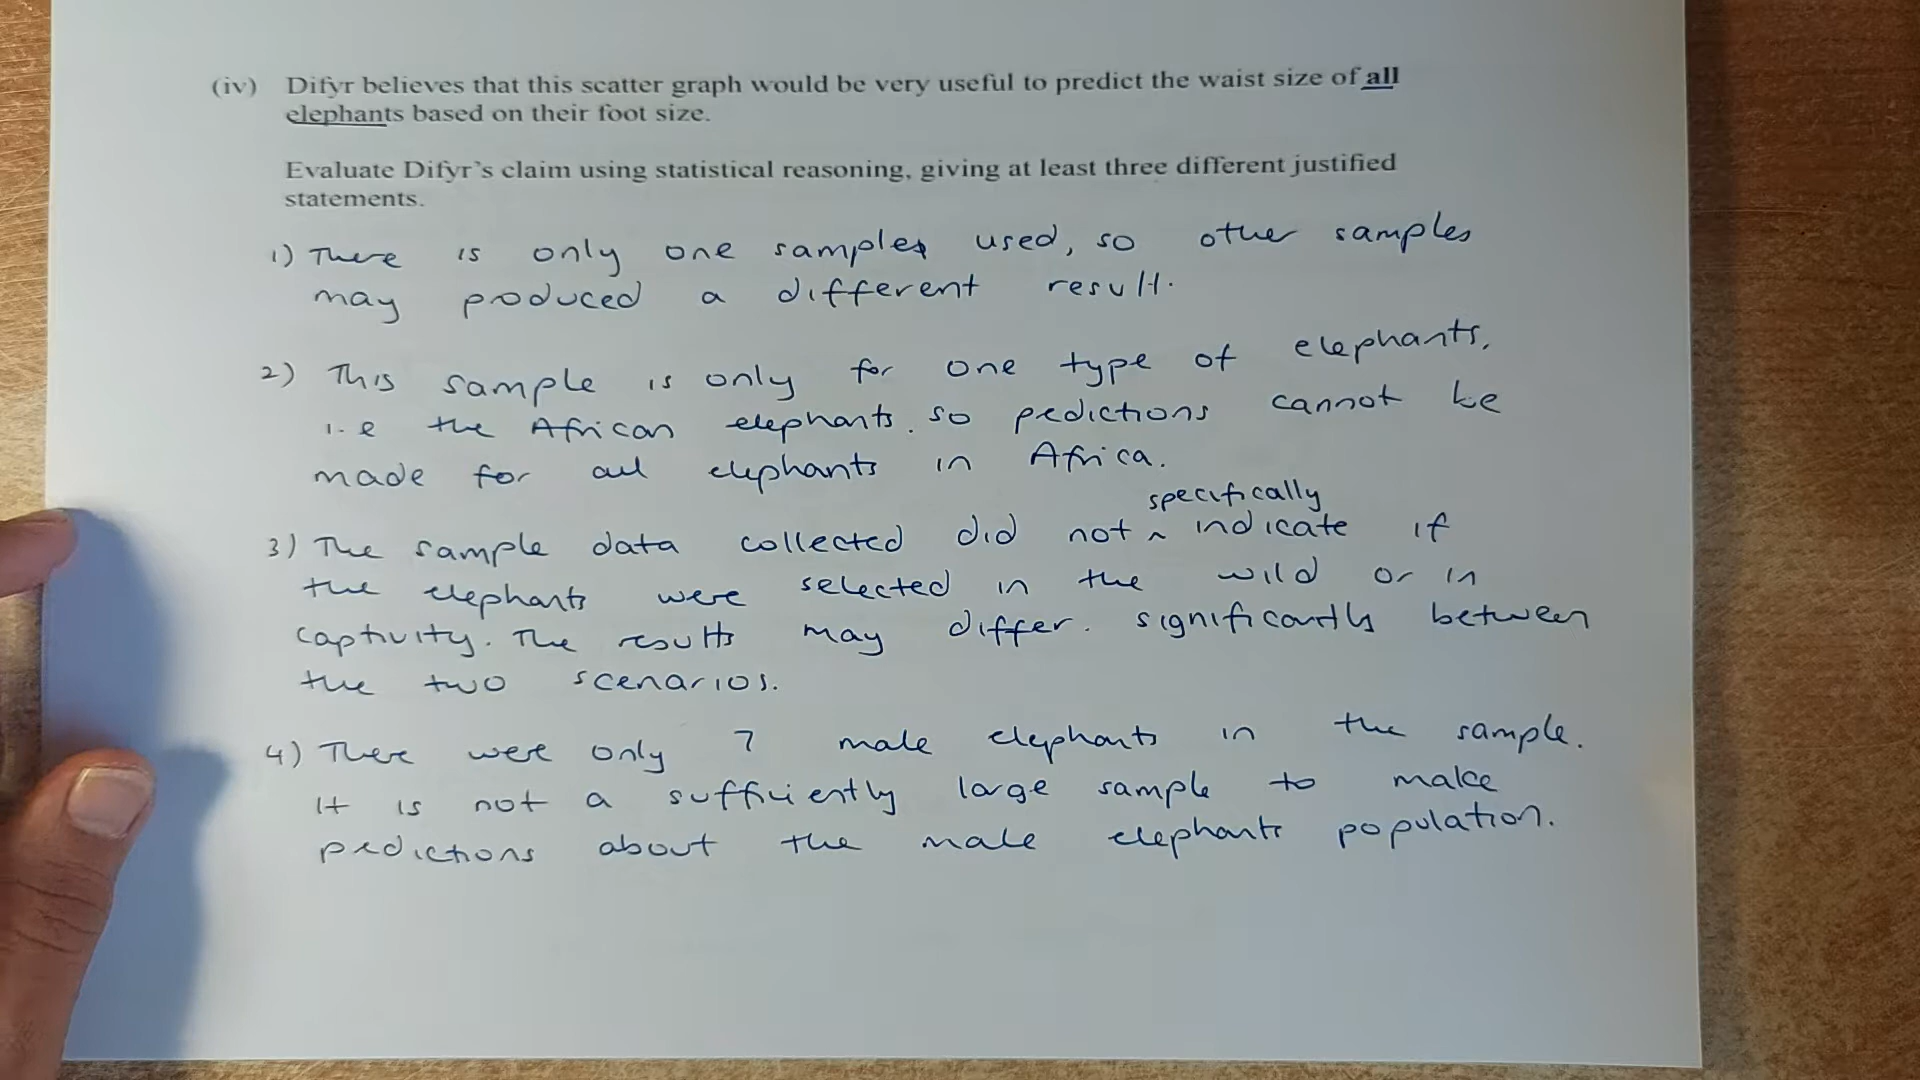 (iv) Difyr believes that this scatter graph would be very useful to predict the waist size of all
elephants based on their foot size.
Evaluate Difyr's claim using statistical reasoning, giving at least three different justified
statements.
1) There is only one samples used, so other samples
may produced a different result.
2) This sample is only for one type of elephants,
i.e the African elephants. so pedictions cannot be
made for all elephants in Africa.
specifically
3) The sample data collected did not ^ indicate if
the elephants were selected in the wild or in
captivity. The results may differ. significantly between
the two scenarios.
4) There were only 7 male elephants in the sample.
It is not a sufficiently large sample to make
pedictions about the male elephants population.